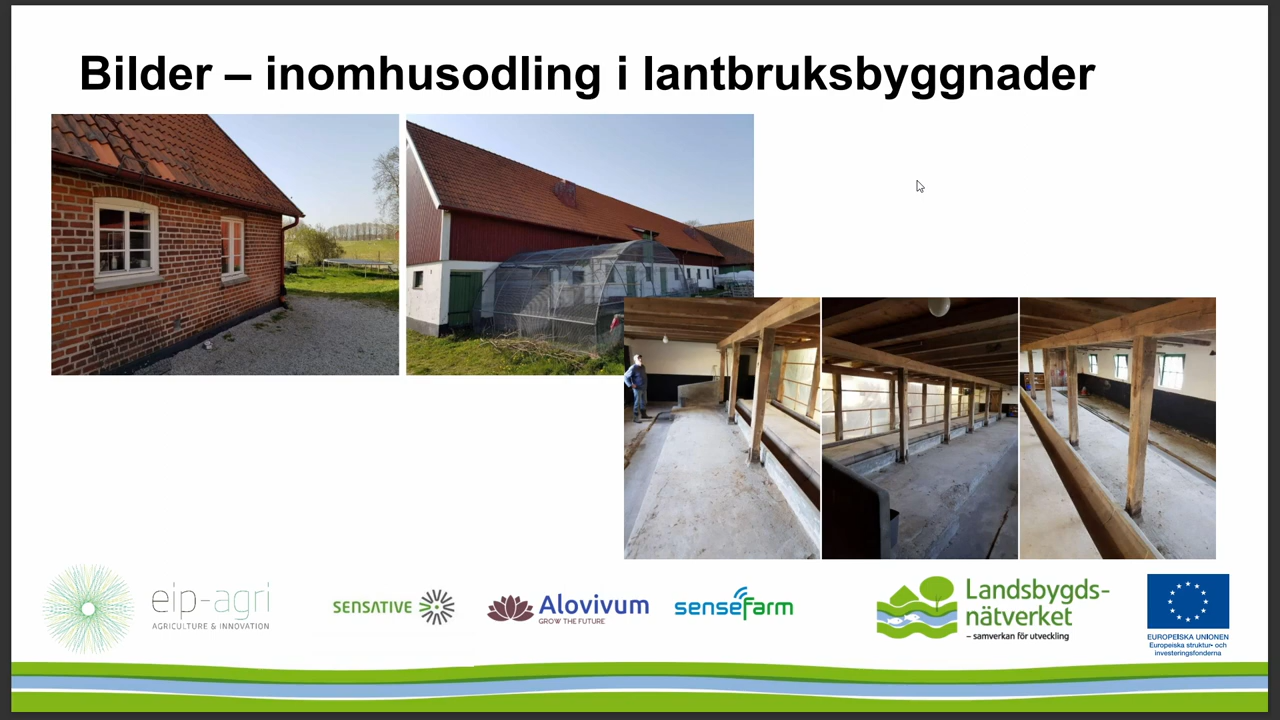 Bilder – inomhusodling i lantbruksbyggnader
eip-agri
AGRICULTURE & INNOVATION
SENSATIVE
Alovivum
GROW THE FUTURE
sensefarm
Landsbygds-
nätverket
– samverkan för utveckling
EUROPEISKA UNIONEN
Europeiska struktur- och
investeringsfonderna